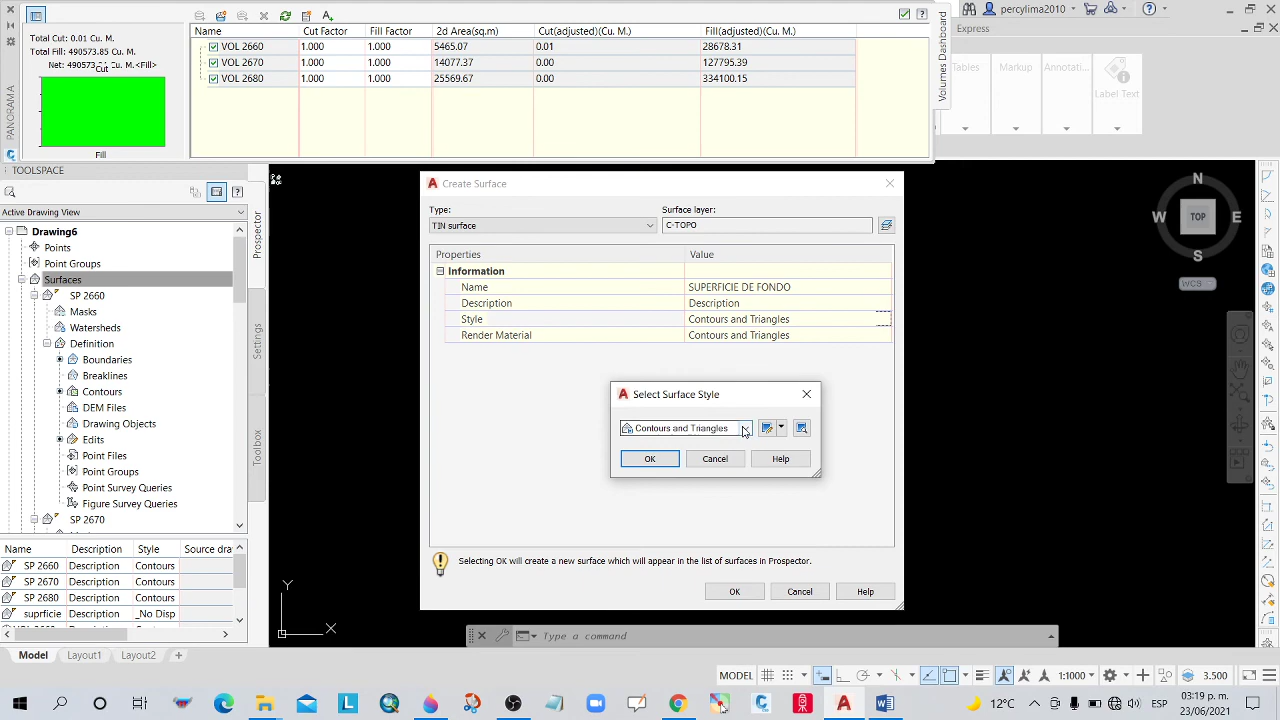 percylima2010
Express
Total Cut: 0.01 Cu. M.
Total Fill: 490573.85 Cu. M.
Net: 490573.84 Cu. M.<Fill>
Cut
Fill
PANORAMA
Name Cut Factor Fill Factor 2d Area(sq.m) Cut(adjusted)(Cu. M.) Fill(adjusted)(Cu. M.)
VOL 2660 1.000 1.000 5465.07 0.01 28678.31
VOL 2670 1.000 1.000 14077.37 0.00 127795.39
VOL 2680 1.000 1.000 25569.67 0.00 334100.15
Volumes Dashboard
Tables Markup Annotati...
Label Text
TOOLSPACE
Active Drawing View
Drawing6
Points
Point Groups
Surfaces
SP 2660
Masks
Watersheds
Definition
Boundaries
Breaklines
Contours
DEM Files
Drawing Objects
Edits
Point Files
Point Groups
Point Survey Queries
Figure Survey Queries
SP 2670
Prospector
Settings
Survey
Toolbox
Name Description Style Source dra
SP 2660 Description Contours
SP 2670 Description Contours
SP 2680 Description Contours
suprficie Description _No Disp
Create Surface
Type: Surface layer:
TIN surface C-TOPO
Properties Value
Information
Name SUPERFICIE DE FONDO
Description Description
Style Contours and Triangles
Render Material Contours and Triangles
Select Surface Style
Contours and Triangles
OK Cancel Help
Selecting OK will create a new surface which will appear in the list of surfaces in Prospector.
OK Cancel Help
N
W TOP E
S
WCS
Y
X
Type a command
Model Layout1 Layout2 +
MODEL 1:1000 3.500
12°C ESP 03:19 p. m.
23/06/2021